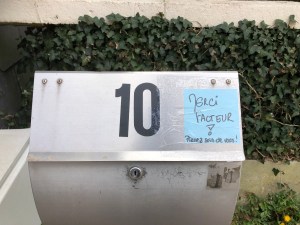 10
Merci
FACTEUR
!
PRENEZ SOIN DE VOUS!